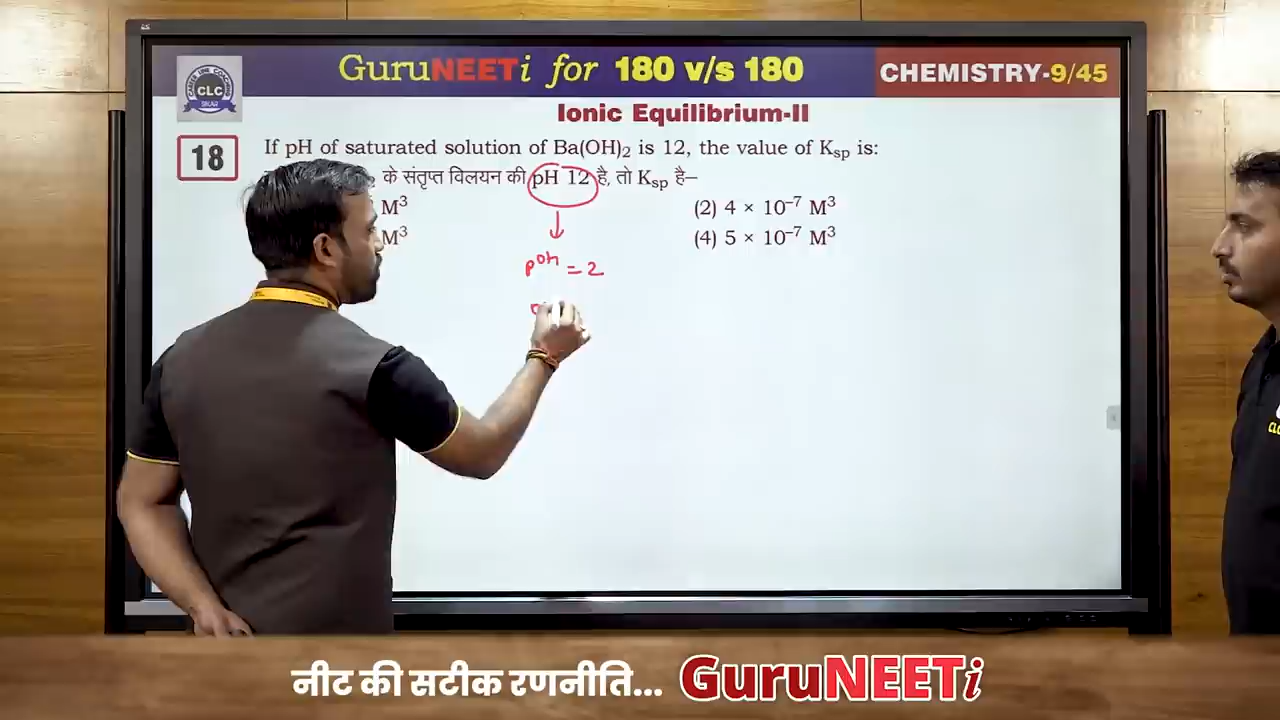 GuruNEETi for 180 v/s 180
CHEMISTRY-9/45
CLC
SIKAR
Ionic Equilibrium-II
18
If pH of saturated solution of Ba(OH)₂ is 12, the value of Kₛₚ is:
के संतृप्त विलयन की pH 12 है, तो Kₛₚ है–
M³
(2) 4 × 10⁻⁷ M³
M³
(4) 5 × 10⁻⁷ M³
pOH = 2
नीट की सटीक रणनीति... GuruNEETi